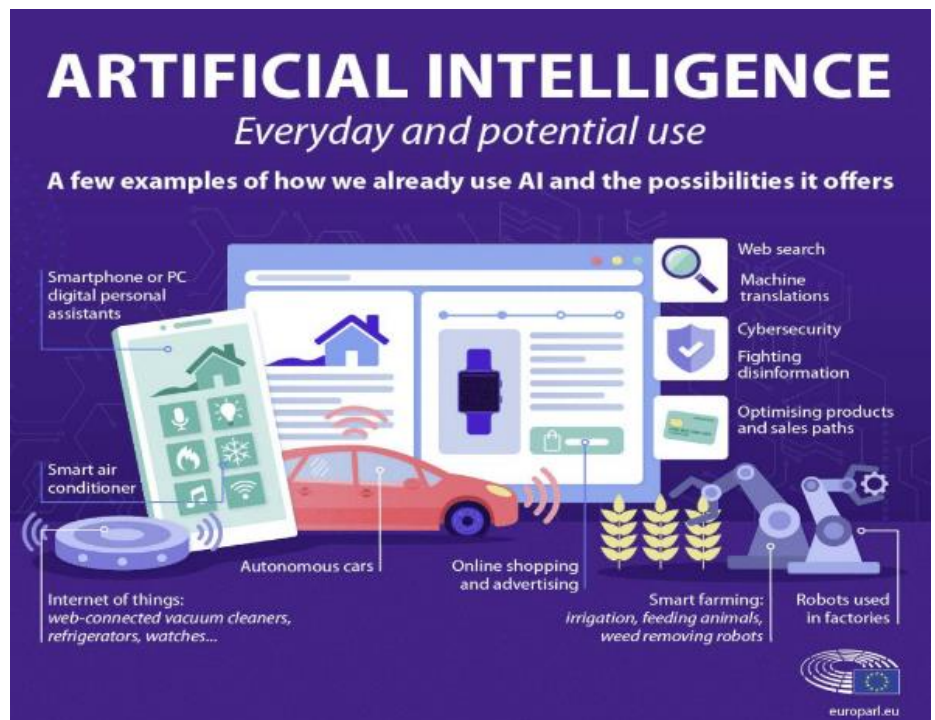 ARTIFICIAL INTELLIGENCE
Everyday and potential use
A few examples of how we already use AI and the possibilities it offers
Smartphone or PC
digital personal
assistants
Web search
Machine
translations
Cybersecurity
Fighting
disinformation
Optimising products
and sales paths
Smart air
conditioner
Autonomous cars
Online shopping
and advertising
Internet of things:
web-connected vacuum cleaners,
refrigerators, watches...
Smart farming:
irrigation, feeding animals,
weed removing robots
Robots used
in factories
europarl.eu